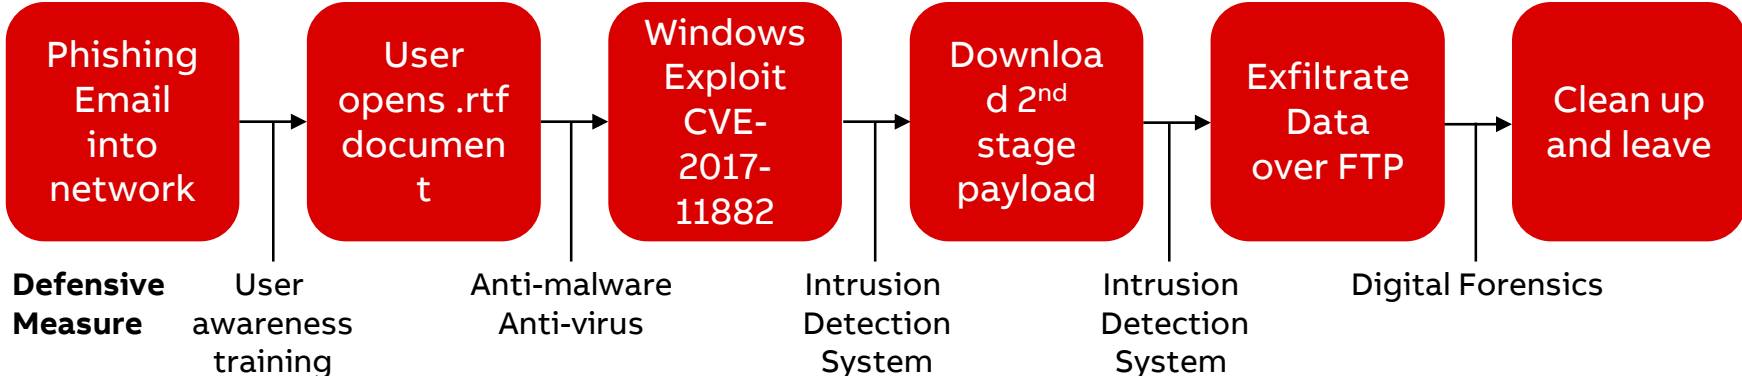 Phishing
Email
into
network
User
opens .rtf
documen
t
Windows
Exploit
CVE-
2017-
11882
Downloa
d 2nd
stage
payload
Exfiltrate
Data
over FTP
Clean up
and leave
Defensive
Measure
User
awareness
training
Anti-malware
Anti-virus
Intrusion
Detection
System
Intrusion
Detection
System
Digital Forensics